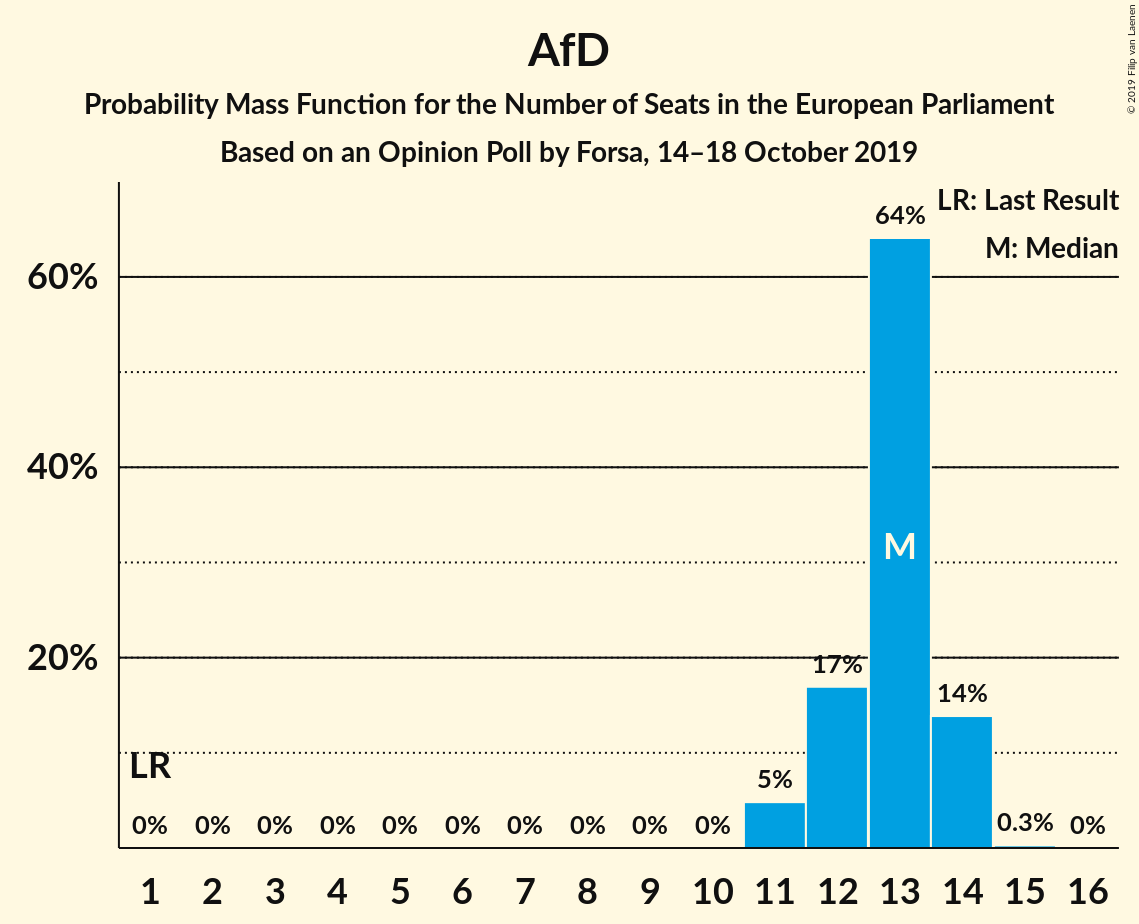 AfD
Probability Mass Function for the Number of Seats in the European Parliament
Based on an Opinion Poll by Forsa, 14–18 October 2019
© 2019 Filip van Laenen
LR: Last Result
M: Median
64%
60%
40%
M
20%
17%
14%
LR
5%
0% 0% 0% 0% 0% 0% 0% 0% 0% 0% 0.3% 0%
1 2 3 4 5 6 7 8 9 10 11 12 13 14 15 16